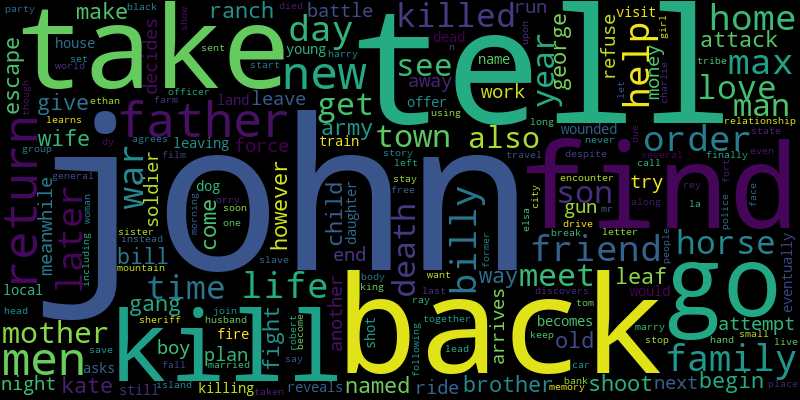 party
black
show
died
battle
killed
run
visit
home
make
ranch
day
young
dead
n
name
house
sent
upon
refuse
help
money
girl
attack
take
tell
decides
escape
set
world
officer
start
harry
new
see
away
work
year
george
let
charlie
tribe
max
love
man
give
ethan
land
leave
offer
using
long
though
learns
farm
relationship
father
get
army
town
also
wounded
never
order
state
wife
leaving
force
train
story
left
travel
despite
due
several
finally
even
return
group
dy
agrees
film
john
find
war
soldier
dog
orry
free
stay
call
try
general
however
child
daughter
death
billy
encounter
son
gun
mr
along
rey
la
fort
police
face
later
meanwhile
including
woman
come
morning
soon
one
elsa
city
drive
break
letter
sister
instead
bill
mountain
slave
end
former
friend
people
horse
eventually
local
time
life
body
king
want
way
meet
discovers
leaf
would
head
gang
join
another
last
ray
tom
attempt
mother
sheriff
husband
fire
robert
become
fight
shot
together
arrives
becomes
old
marry
hand
small
men
save
kill
boy
fall
plan
married
say
following
back
lead
keep
car
stop
go
live
asks
family
night
kate
still
island
killing
taken
reveals
named
ride
brother
bank
memory
shoot
next
begin
place